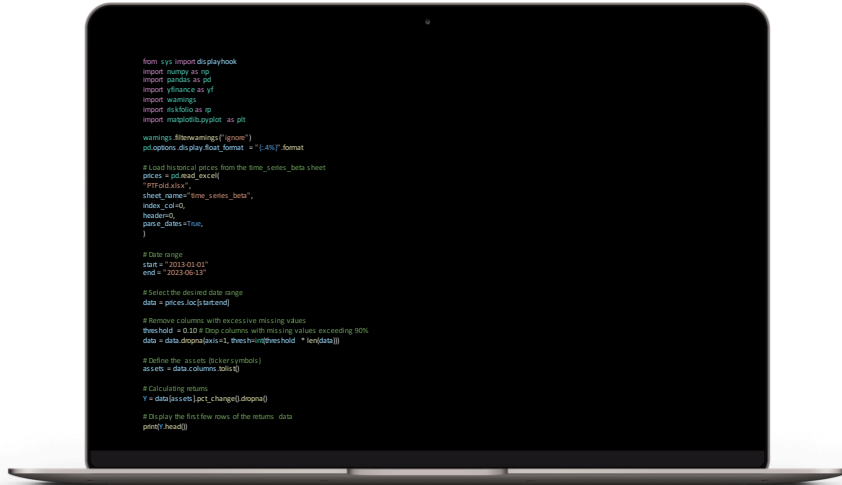 from sys import displayhook
import numpy as np
import pandas as pd
import yfinance as yf
import warnings
import riskfolio as rp
import matplotlib.pyplot as plt
warnings.filterwarnings("ignore")
pd.options.display.float_format = "{:.4%}".format
# Load historical prices from the time_series_beta sheet
prices = pd.read_excel(
"PTFold.xlsx",
sheet_name="time_series_beta",
index_col=0,
header=0,
parse_dates=True,
)
# Date range
start = "2013-01-01"
end = "2023-06-13"
# Select the desired date range
data = prices.loc[start:end]
# Remove columns with excessive missing values
threshold = 0.10 # Drop columns with missing values exceeding 90%
data = data.dropna(axis=1, thresh=int(threshold * len(data)))
# Define the assets (ticker symbols)
assets = data.columns.tolist()
# Calculating returns
Y = data[assets].pct_change().dropna()
# Display the first few rows of the returns data
print(Y.head())